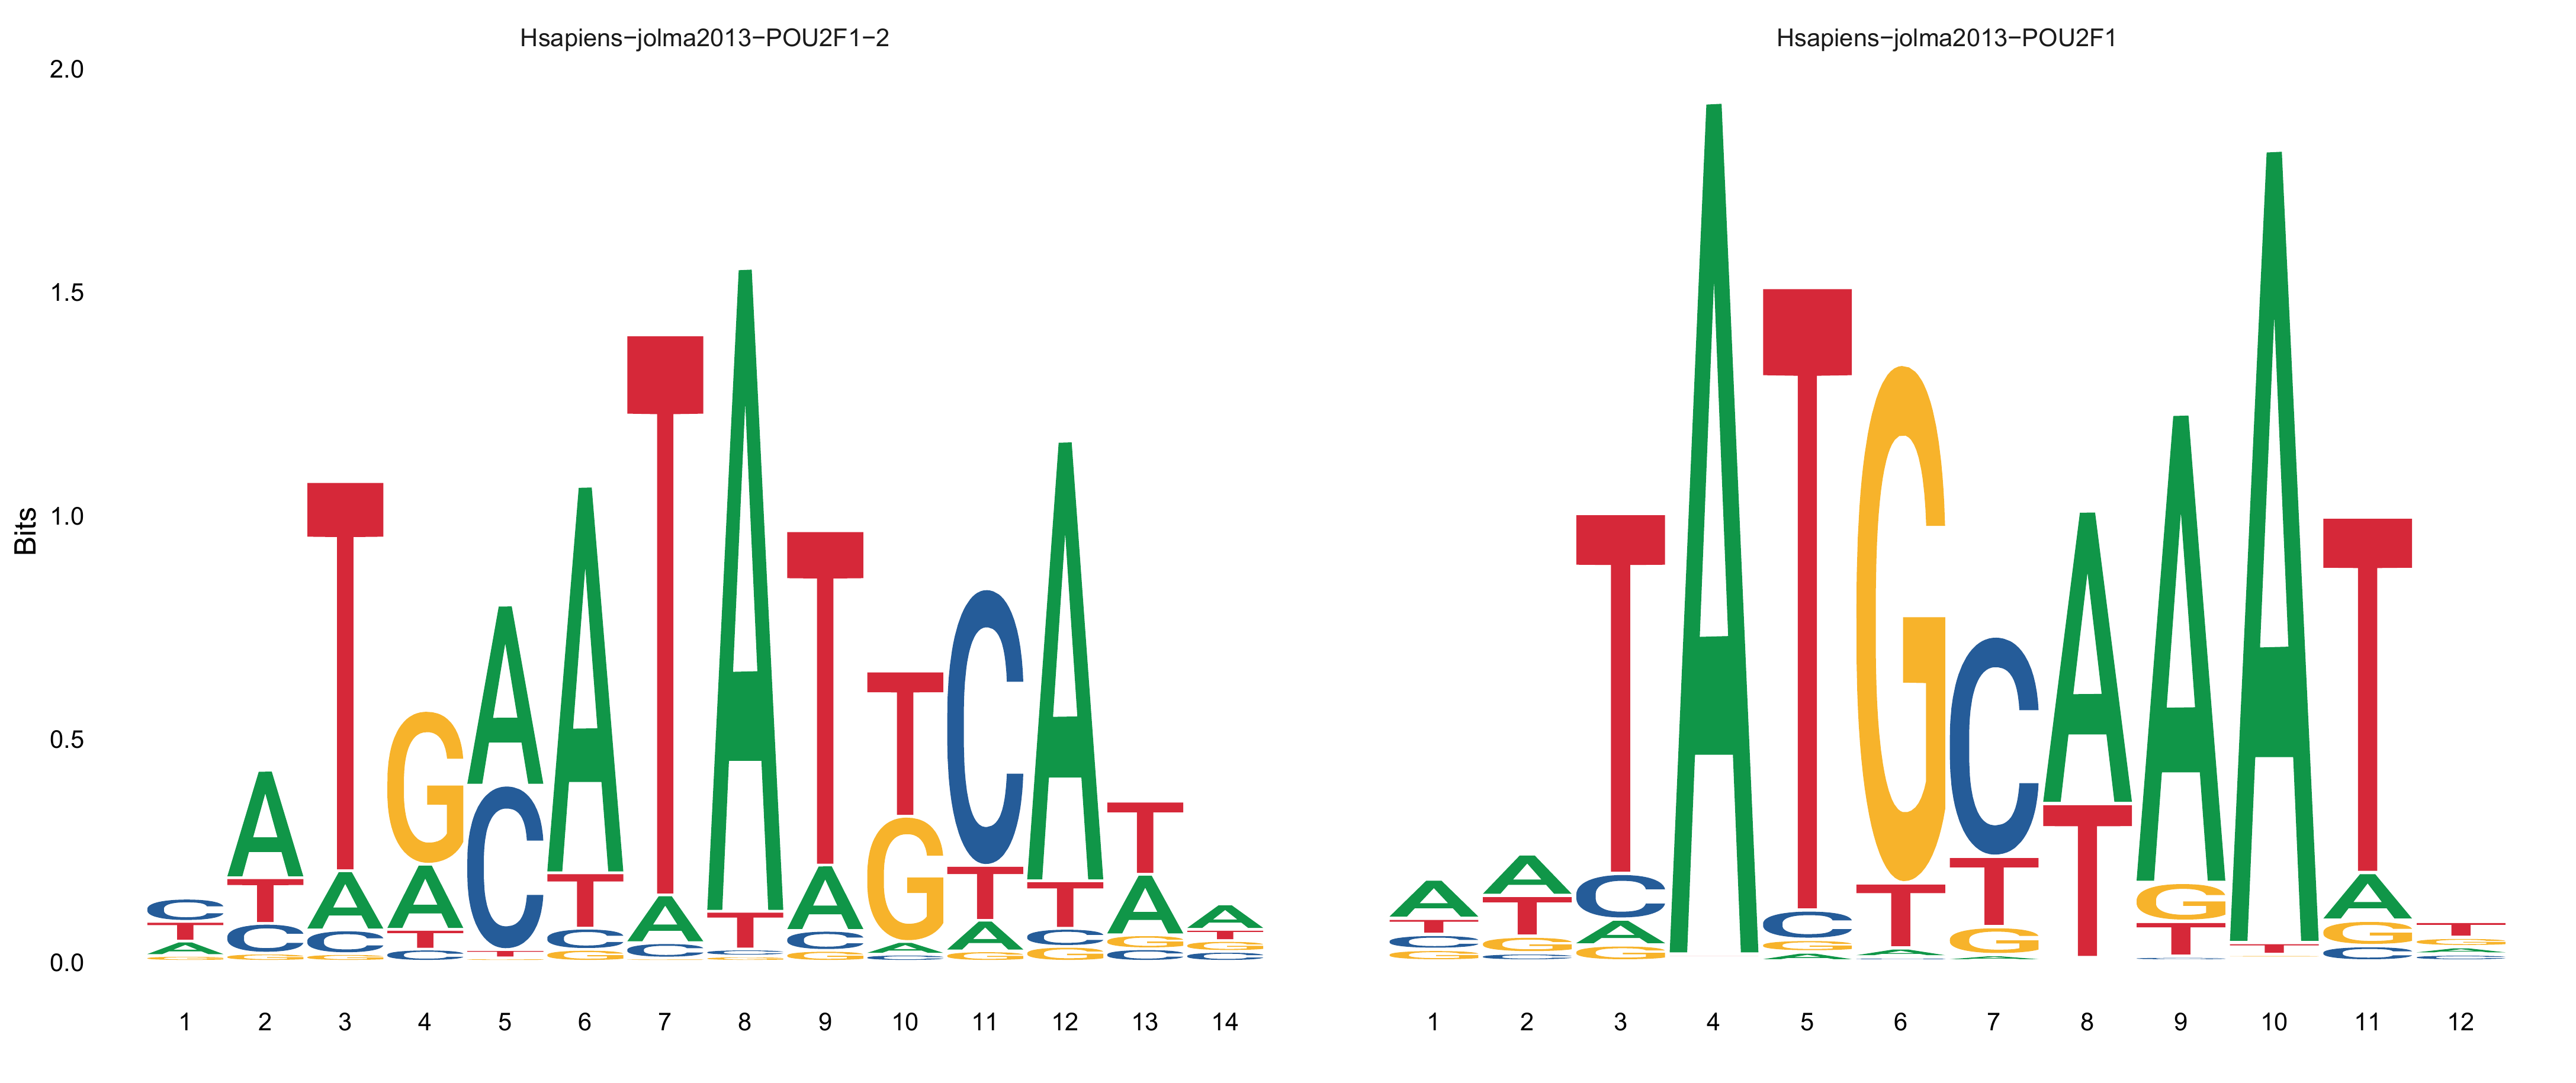 Hsapiens−jolma2013−POU2F1−2
Hsapiens−jolma2013−POU2F1
2.0
1.5
1.0
0.5
0.0
Bits
C A T G A A T A T T C A T A
T T A A C T A T A G T T A T
A C C T T C C C C A A C G G
G G G C G G G C G G C C
A A T A T G C A A A T T
T T C C T T T G T A G
C G A G A G T G A
G C G A C
1 2 3 4 5 6 7 8 9 10 11 12 13 14
1 2 3 4 5 6 7 8 9 10 11 12